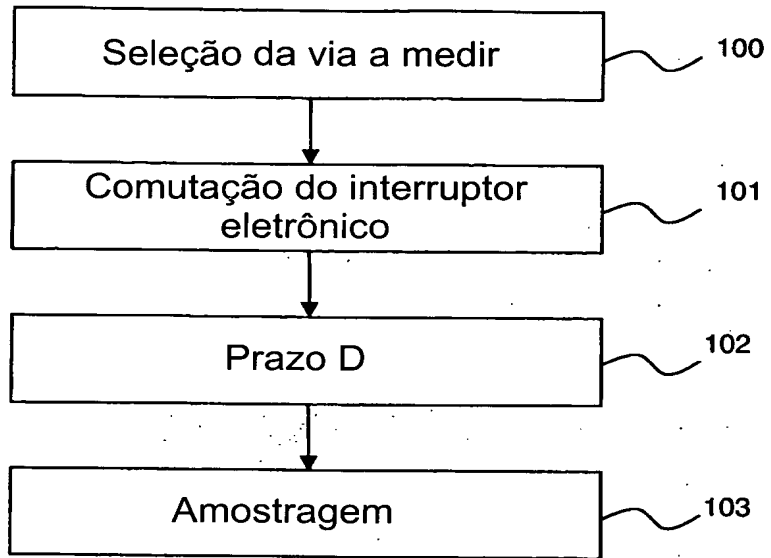 Seleção da via a medir
100
Comutação do interruptor
eletrônico
101
Prazo D
102
Amostragem
103